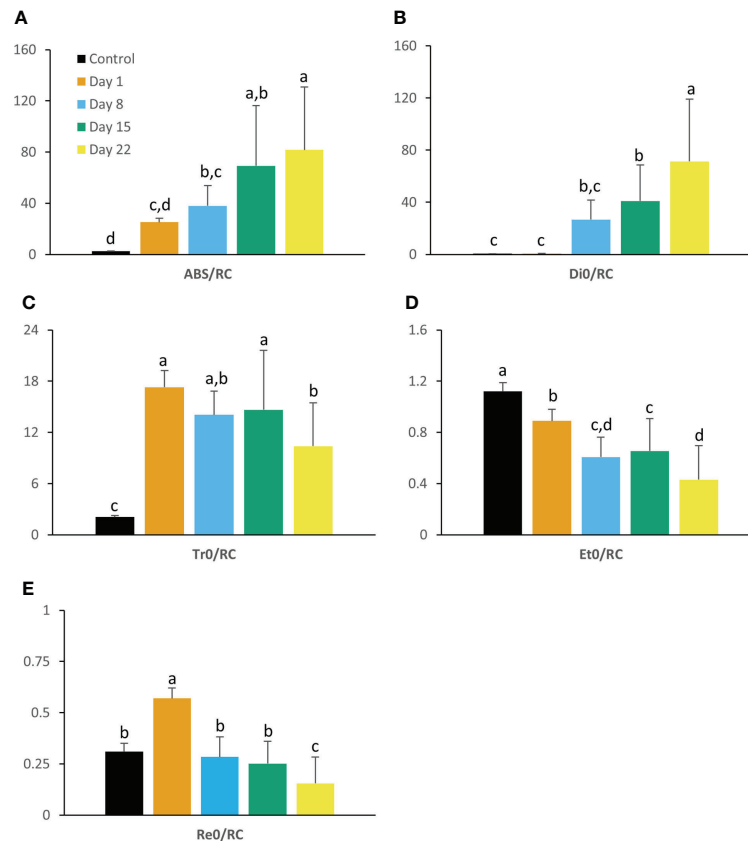 A
160
120
80
40
0
Control
Day 1
Day 8
Day 15
Day 22
d
c,d
b,c
a,b
a
ABS/RC
B
160
120
80
40
0
c
c
b,c
b
a
Di0/RC
C
24
18
12
6
0
c
a
a,b
a
b
Tr0/RC
D
1.6
1.2
0.8
0.4
0
a
b
c,d
c
d
Et0/RC
E
1
0.75
0.5
0.25
0
b
a
b
b
c
Re0/RC